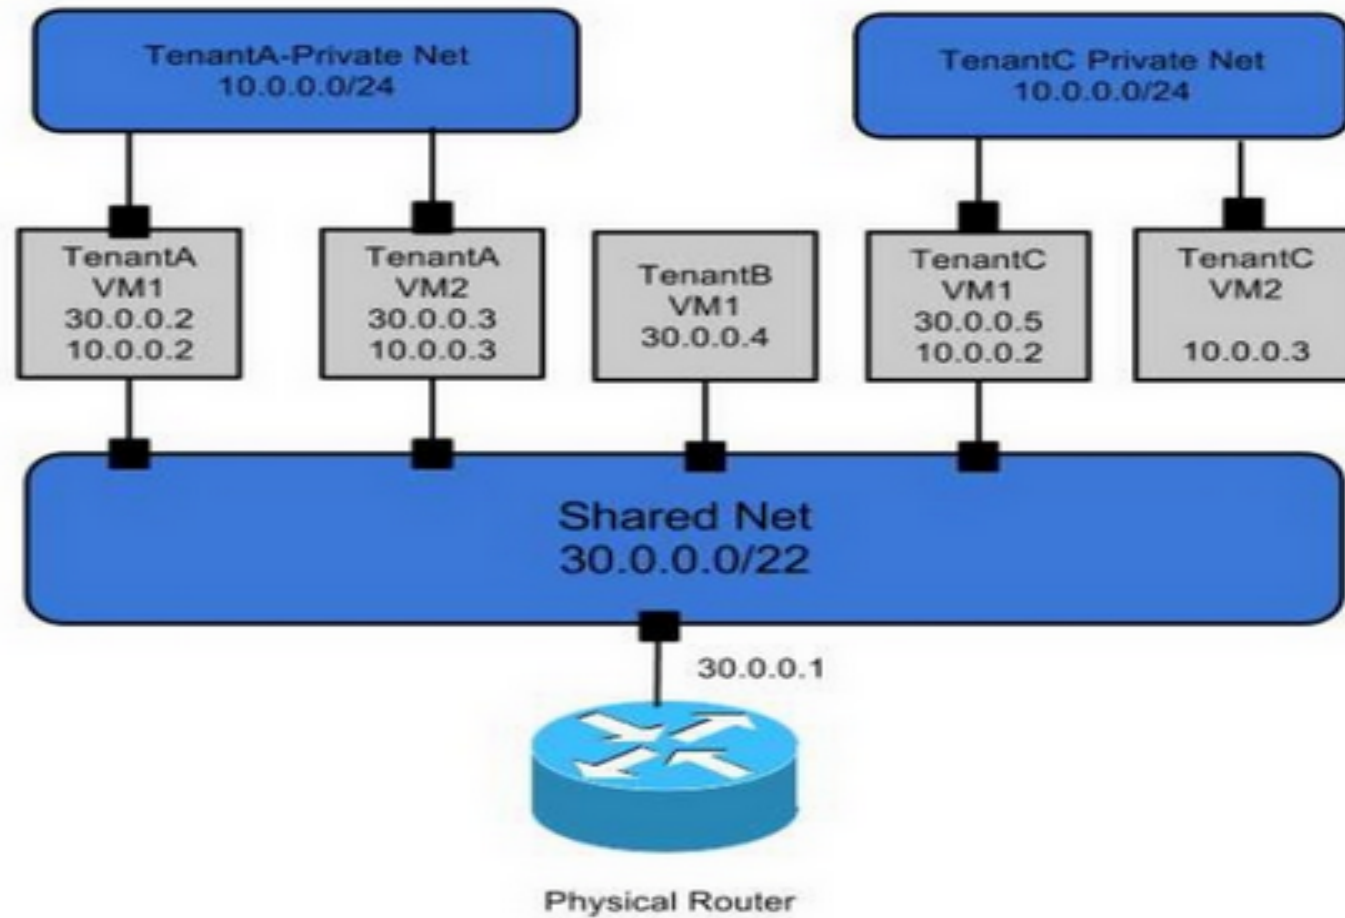 TenantA-Private Net
10.0.0.0/24
TenantC Private Net
10.0.0.0/24
TenantA
VM1
30.0.0.2
10.0.0.2
TenantA
VM2
30.0.0.3
10.0.0.3
TenantB
VM1
30.0.0.4
TenantC
VM1
30.0.0.5
10.0.0.2
TenantC
VM2
10.0.0.3
Shared Net
30.0.0.0/22
30.0.0.1
Physical Router